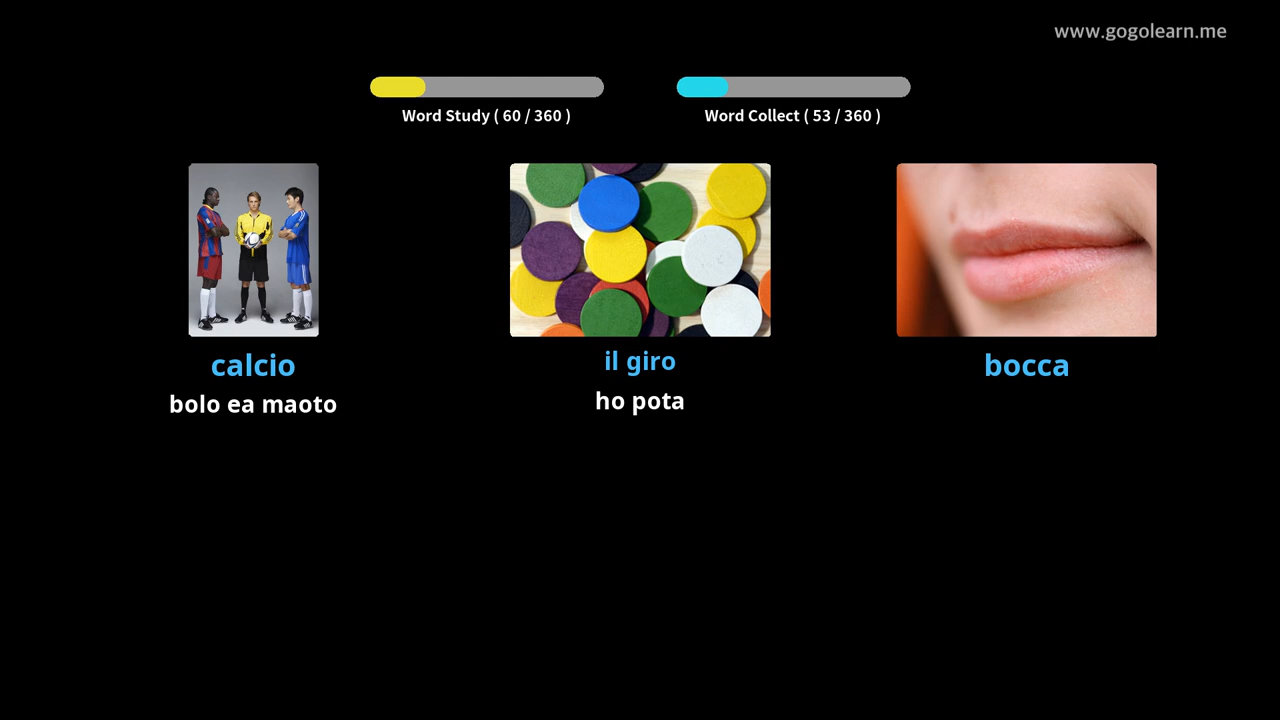 www.gogolearn.me
Word Study ( 60 / 360 )
Word Collect ( 53 / 360 )
calcio
bolo ea maoto
il giro
ho pota
bocca